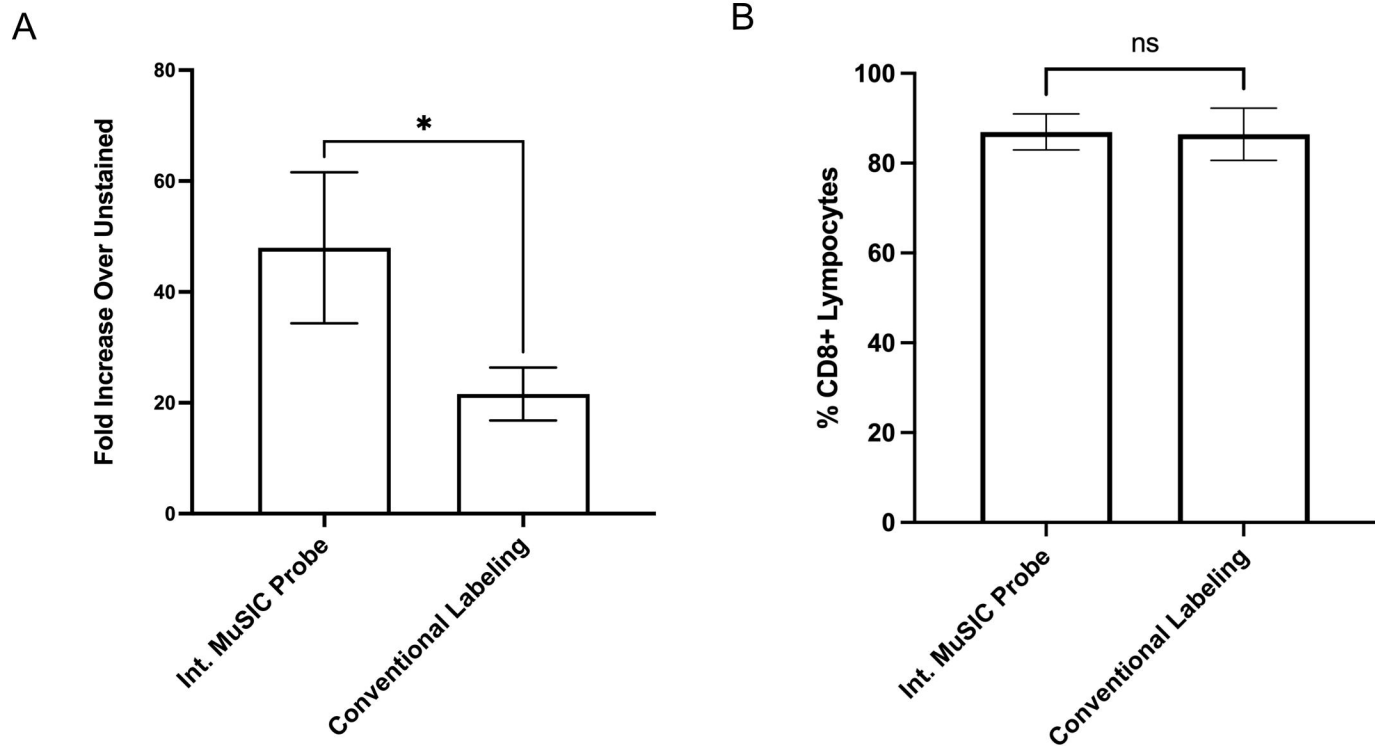 A
Fold Increase Over Unstained
80
60
40
20
0
*
Int. MuSIC Probe
Conventional Labeling
B
% CD8+ Lympocytes
100
80
60
40
20
0
ns
Int. MuSIC Probe
Conventional Labeling